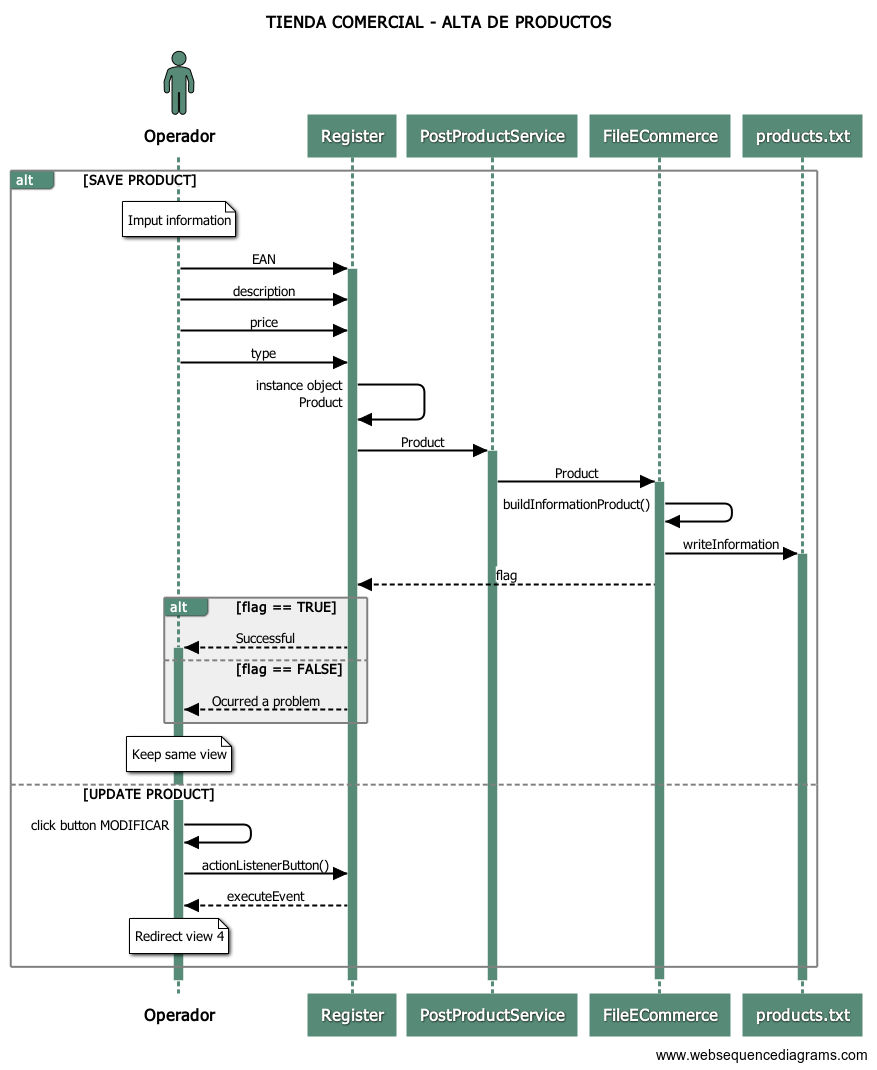 TIENDA COMERCIAL - ALTA DE PRODUCTOS
Operador
Register
PostProductService
FileECommerce
products.txt
alt
[SAVE PRODUCT]
Imput information
EAN
description
price
type
instance object
Product
Product
Product
buildInformationProduct()
writeInformation
flag
alt
[flag == TRUE]
Successful
[flag == FALSE]
Ocurred a problem
Keep same view
[UPDATE PRODUCT]
click button MODIFICAR
actionListenerButton()
executeEvent
Redirect view 4
Operador
Register
PostProductService
FileECommerce
products.txt
www.websequencediagrams.com